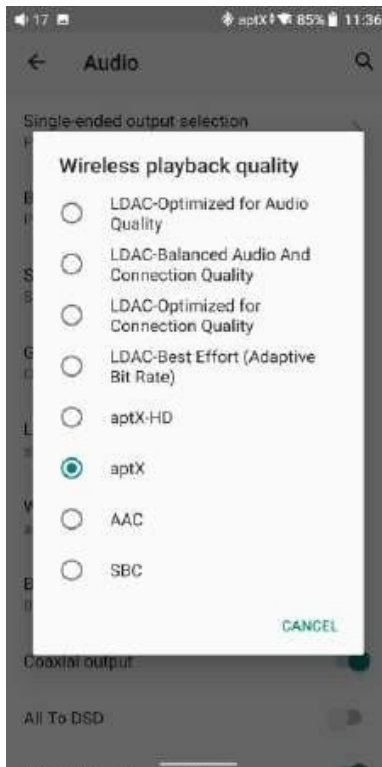 17 aptX 85% 11:36
Audio
Single-ended output selection
Wireless playback quality
LDAC-Optimized for Audio
Quality
LDAC-Balanced Audio And
Connection Quality
LDAC-Optimized for
Connection Quality
LDAC-Best Effort (Adaptive
Bit Rate)
aptX-HD
aptX
AAC
SBC
CANCEL
Coaxial output
All To DSD